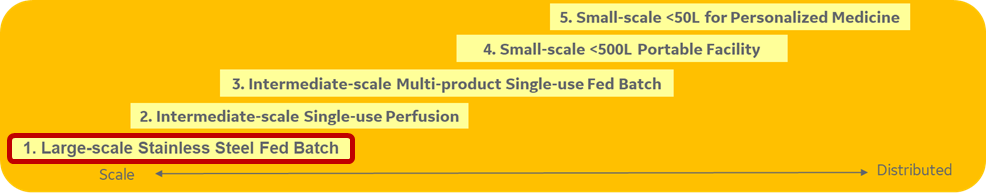 5. Small-scale <50L for Personalized Medicine
4. Small-scale <500L Portable Facility
3. Intermediate-scale Multi-product Single-use Fed Batch
2. Intermediate-scale Single-use Perfusion
1. Large-scale Stainless Steel Fed Batch
Scale
Distributed